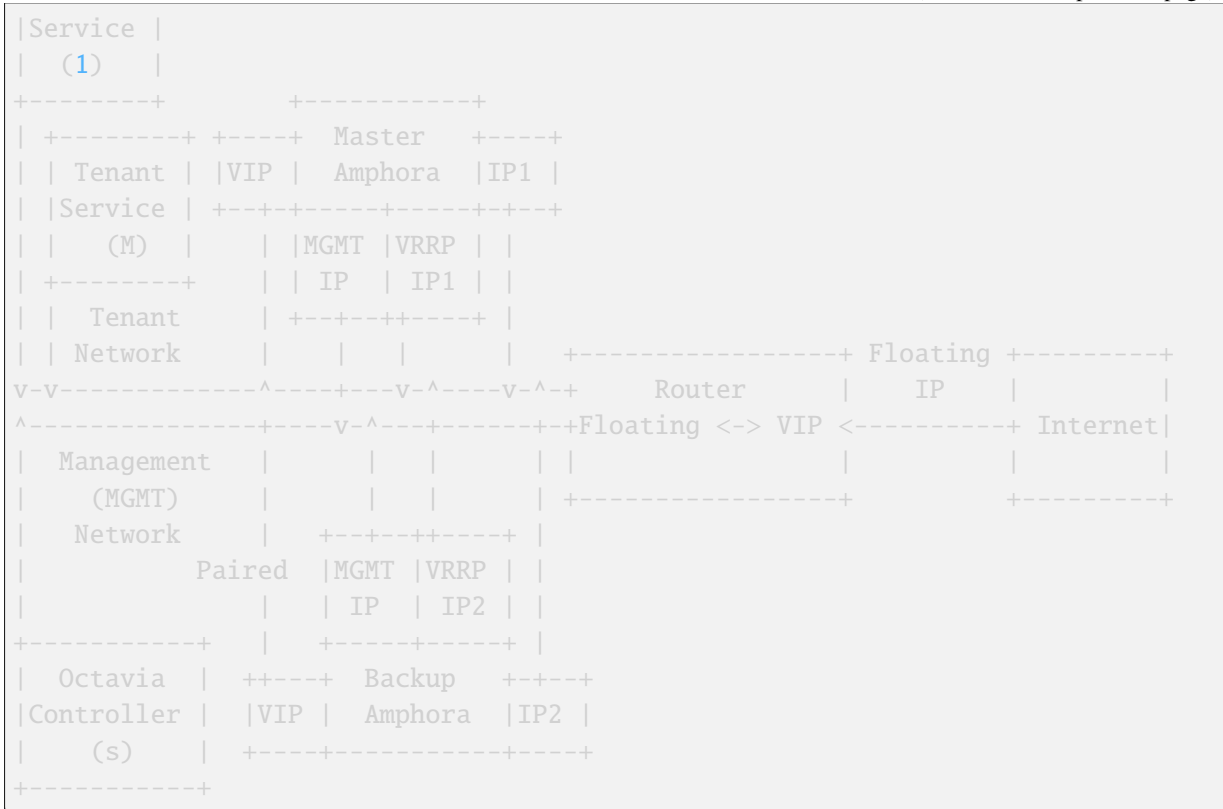 |Service |
|  (1)   |
+--------+         +------------+
| +--------+ +----+  Master   +----+
| | Tenant | |VIP |  Amphora  |IP1 |
| |Service | +--+-+-----+-----+-+--+
| |   (M)  |    | |MGMT |VRRP | |
| +--------+    | | IP  | IP1 | |
| |  Tenant     | +--+--++----+ |
| | Network     |    |   |      |   +-----------------+ Floating +---------+
v-v-------------^----+---v-^----v-^-+     Router      |    IP    |         |
^---------------+----v-^---+------+-+Floating <-> VIP <----------+ Internet|
|  Management   |      |   |      | |                 |          |         |
|    (MGMT)     |      |   |      | +-----------------+          +---------+
|   Network     |   +--+--++----+ |
|           Paired  |MGMT |VRRP | |
|               |   | IP  | IP2 | |
+-----------+   |   +-----+-----+ |
|  Octavia  |  ++---+  Backup   +-+--+
|Controller |  |VIP |  Amphora  |IP2 |
|    (s)    |  +----+-----------+----+
+-----------+